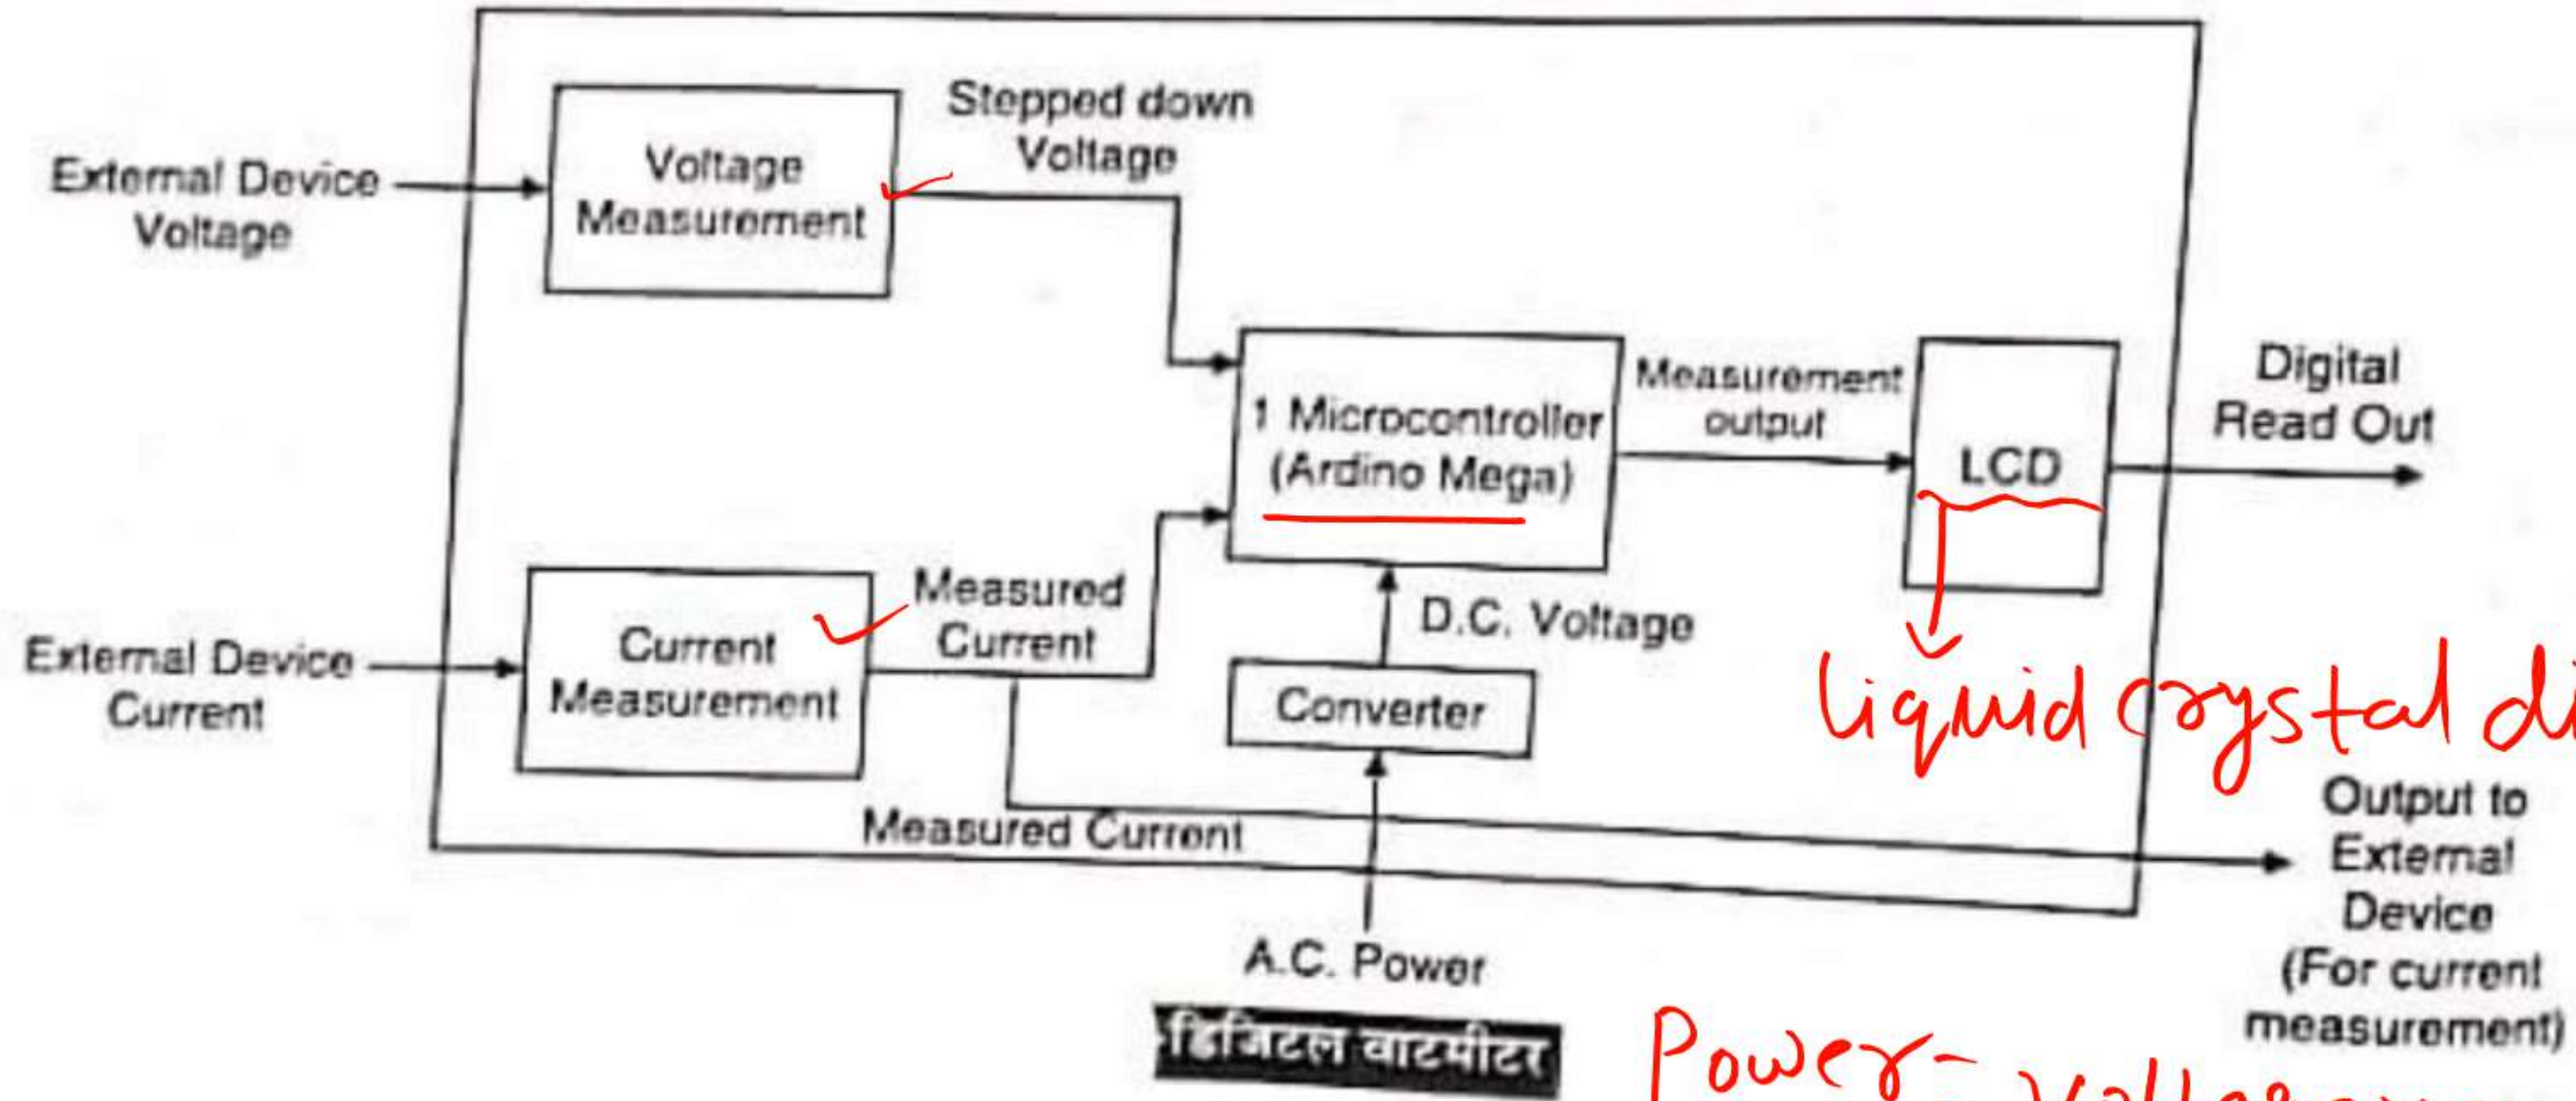 External Device
Voltage
Voltage
Measurement
Stepped down
Voltage
1 Microcontroller
(Ardino Mega)
Measurement
output
LCD
Digital
Read Out
External Device
Current
Current
Measurement
Measured
Current
D.C. Voltage
Converter
liquid crystal di
Measured Current
Output to
External
Device
(For current
measurement)
A.C. Power
डिजिटल वाटमीटर
Power-